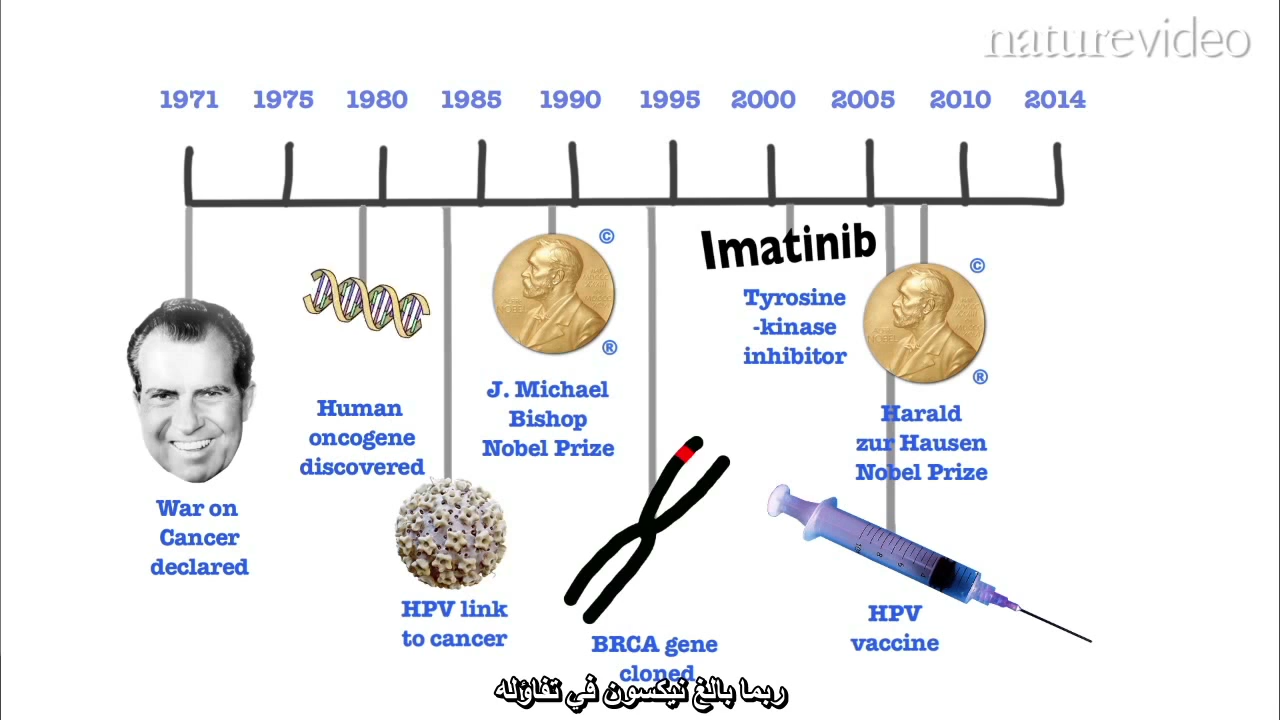 naturevideo
1971 1975 1980 1985 1990 1995 2000 2005 2010 2014
War on
Cancer
declared
Human
oncogene
discovered
HPV link
to cancer
©
®
J. Michael
Bishop
Nobel Prize
BRCA gene
cloned
Imatinib
Tyrosine
-kinase
inhibitor
©
®
Harald
zur Hausen
Nobel Prize
HPV
vaccine
ربما بالغ نيكسون في تفاؤله